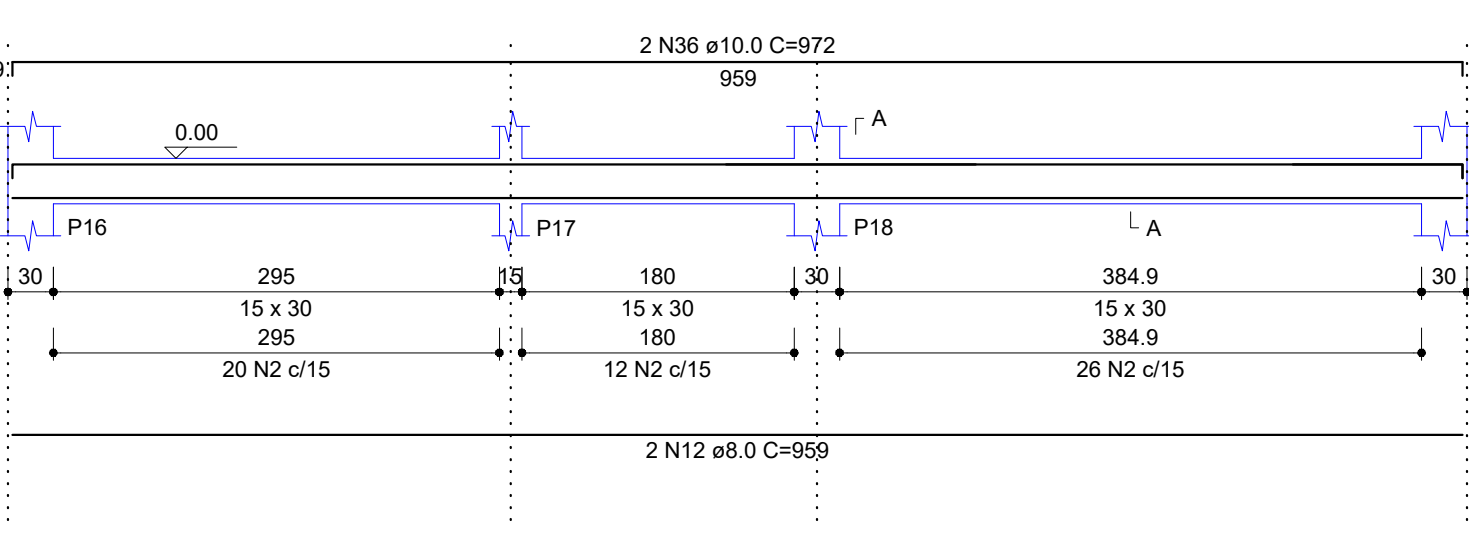 2 N36 ø10.0 C=972
9
959
A
0.00
P16
P17
P18
A
30 295 15 180 30 384.9 30
15 x 30 15 x 30 15 x 30
295 180 384.9
20 N2 c/15 12 N2 c/15 26 N2 c/15
2 N12 ø8.0 C=959